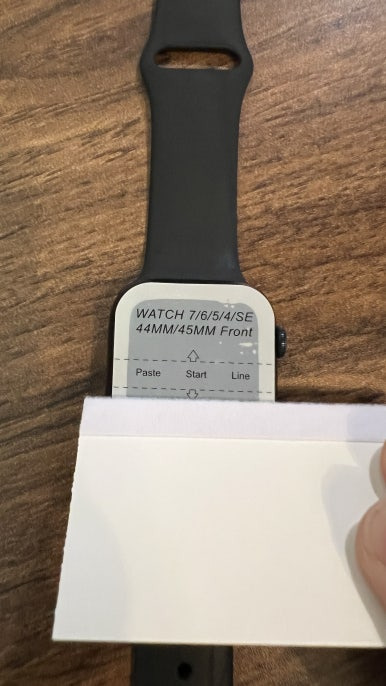 WATCH 7/6/5/4/SE
44MM/45MM Front
Paste Start Line